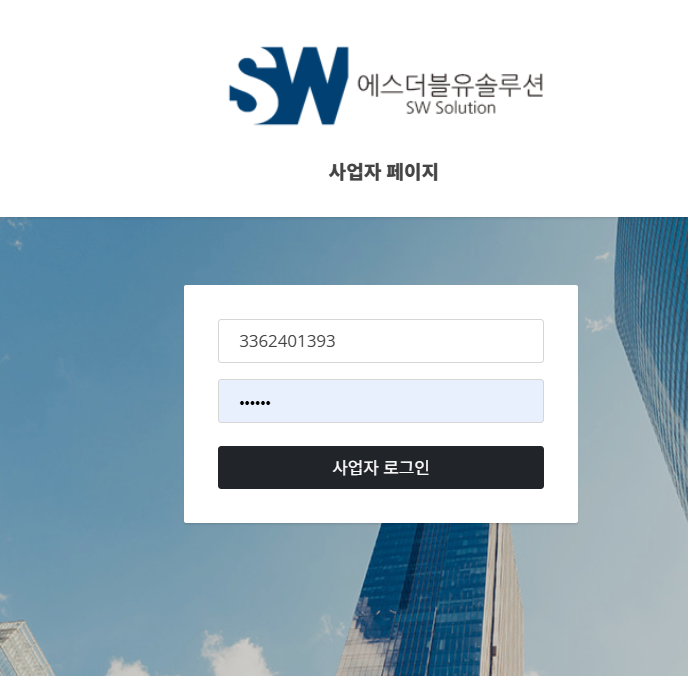 SW 에스더블유솔루션
SW Solution
사업자 페이지
3362401393
••••••
사업자 로그인